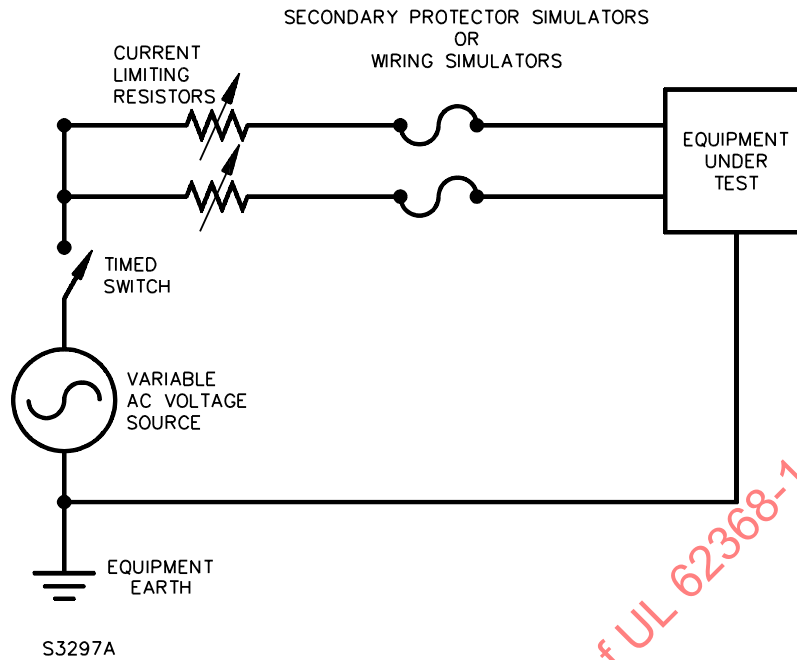 SECONDARY PROTECTOR SIMULATORS
OR
WIRING SIMULATORS
CURRENT
LIMITING
RESISTORS
EQUIPMENT
UNDER
TEST
TIMED
SWITCH
VARIABLE
AC VOLTAGE
SOURCE
EQUIPMENT
EARTH
S3297A
f UL 62368-1